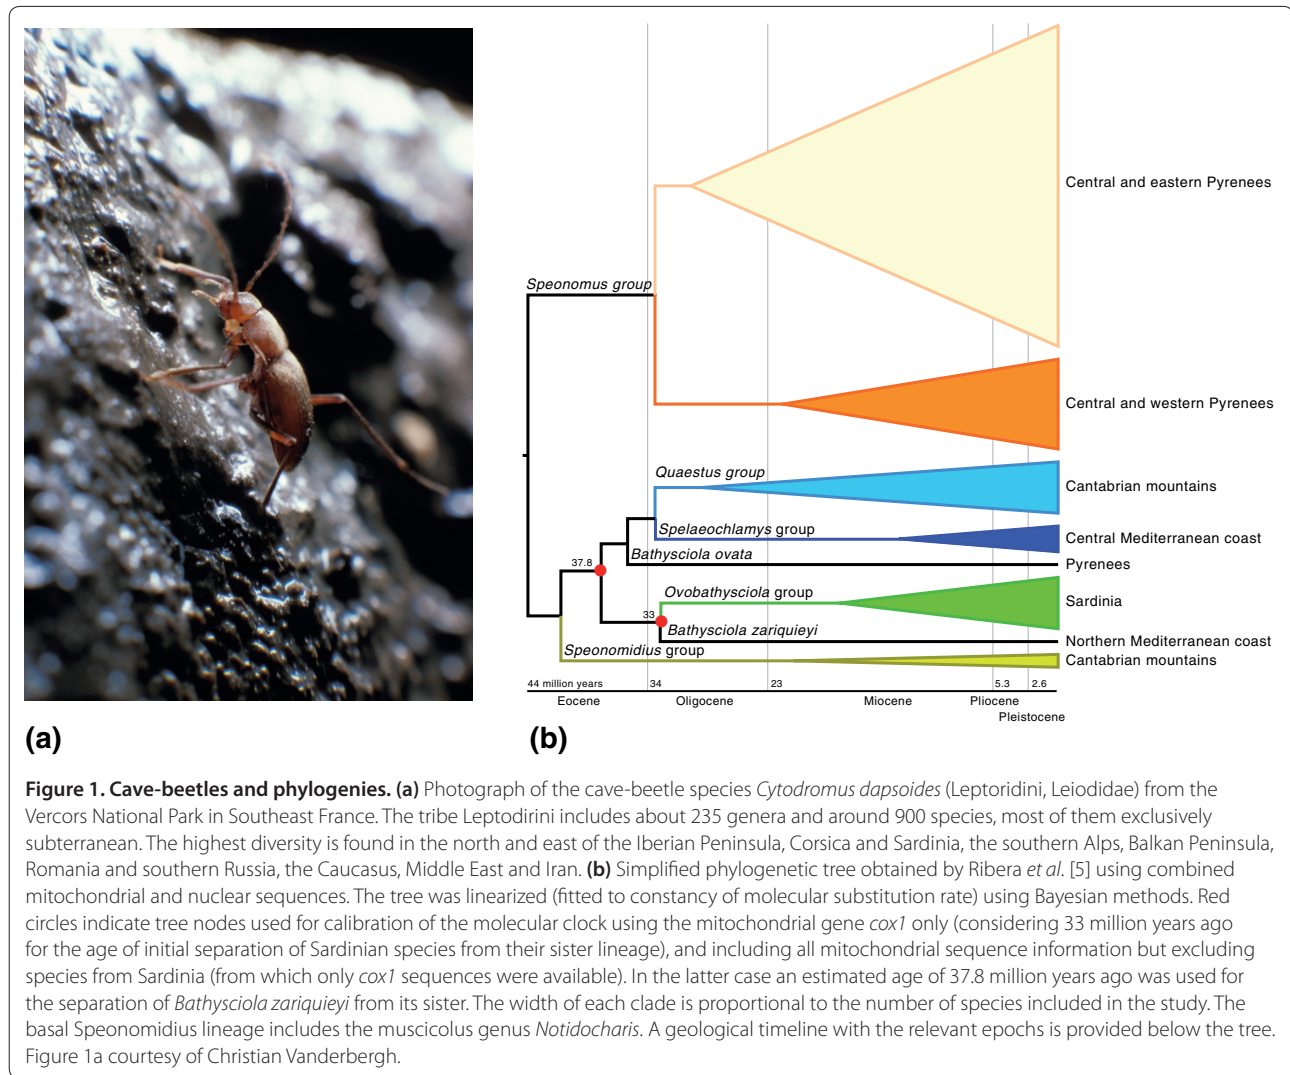 Central and eastern Pyrenees
Speonomus group
Central and western Pyrenees
Quaestus group
Cantabrian mountains
Spelaeochlamys group
Central Mediterranean coast
Bathysciola ovata
Pyrenees
37.8
Ovobathysciola group
Sardinia
33
Bathysciola zariquieyi
Northern Mediterranean coast
Speonomidius group
Cantabrian mountains
44 million years
34
23
5.3
2.6
Eocene
Oligocene
Miocene
Pliocene
Pleistocene
(a)
(b)
Figure 1. Cave-beetles and phylogenies. (a) Photograph of the cave-beetle species Cytodromus dapsoides (Leptoridini, Leiodidae) from the
Vercors National Park in Southeast France. The tribe Leptodirini includes about 235 genera and around 900 species, most of them exclusively
subterranean. The highest diversity is found in the north and east of the Iberian Peninsula, Corsica and Sardinia, the southern Alps, Balkan Peninsula,
Romania and southern Russia, the Caucasus, Middle East and Iran. (b) Simplified phylogenetic tree obtained by Ribera et al. [5] using combined
mitochondrial and nuclear sequences. The tree was linearized (fitted to constancy of molecular substitution rate) using Bayesian methods. Red
circles indicate tree nodes used for calibration of the molecular clock using the mitochondrial gene cox1 only (considering 33 million years ago
for the age of initial separation of Sardinian species from their sister lineage), and including all mitochondrial sequence information but excluding
species from Sardinia (from which only cox1 sequences were available). In the latter case an estimated age of 37.8 million years ago was used for
the separation of Bathysciola zariquieyi from its sister. The width of each clade is proportional to the number of species included in the study. The
basal Speonomidius lineage includes the muscicolus genus Notidocharis. A geological timeline with the relevant epochs is provided below the tree.
Figure 1a courtesy of Christian Vanderbergh.